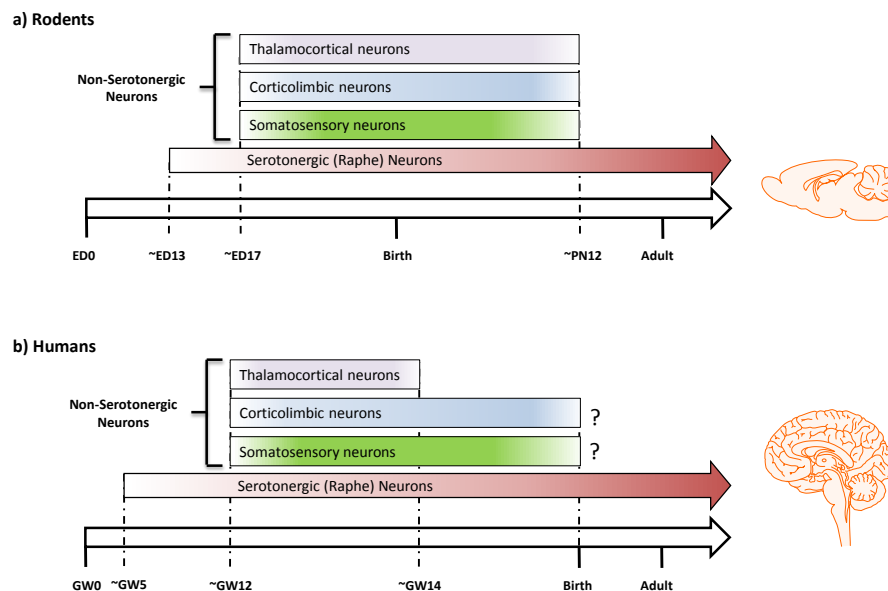 a) Rodents
Non-Serotonergic
Neurons
Thalamocortical neurons
Corticolimbic neurons
Somatosensory neurons
Serotonergic (Raphe) Neurons
ED0
~ED13
~ED17
Birth
~PN12
Adult
b) Humans
Non-Serotonergic
Neurons
Thalamocortical neurons
Corticolimbic neurons
?
Somatosensory neurons
?
Serotonergic (Raphe) Neurons
GW0
~GW5
~GW12
~GW14
Birth
Adult